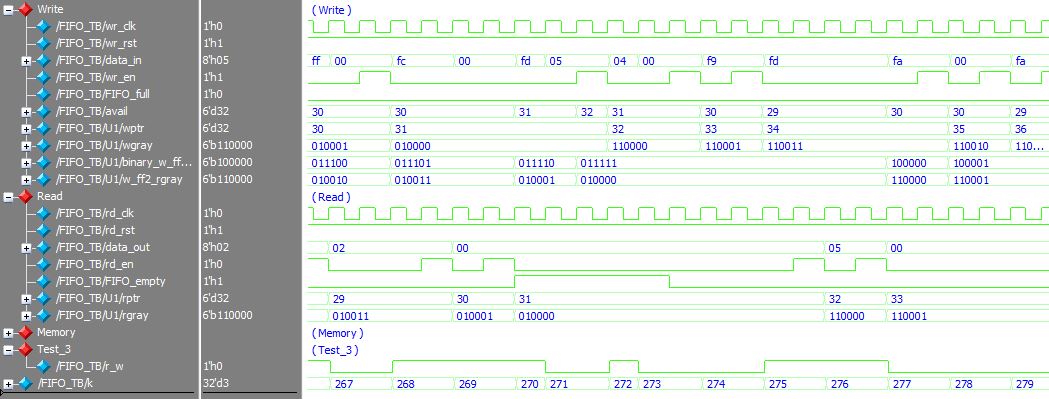 Write (Write)
/FIFO_TB/wr_clk 1'h0
/FIFO_TB/wr_rst 1'h1
/FIFO_TB/data_in 8'h05 ff 00 fc 00 fd 05 04 00 f9 fd fa 00 fa
/FIFO_TB/wr_en 1'h1
/FIFO_TB/FIFO_full 1'h0
/FIFO_TB/avail 6'd32 30 30 31 32 31 30 29 30 30 29
/FIFO_TB/U1/wptr 6'd32 30 31 32 33 34 35 36
/FIFO_TB/U1/wgray 6'b110000 010001 010000 110000 110001 110011 110010 110...
/FIFO_TB/U1/binary_w_ff... 6'b100000 011100 011101 011110 011111 100000 100001
/FIFO_TB/U1/w_ff2_rgray 6'b110000 010010 010011 010001 010000 110000 110001
Read (Read)
/FIFO_TB/rd_clk 1'h0
/FIFO_TB/rd_rst 1'h1
/FIFO_TB/data_out 8'h02 02 00 05 00
/FIFO_TB/rd_en 1'h0
/FIFO_TB/FIFO_empty 1'h1
/FIFO_TB/U1/rptr 6'd32 29 30 31 32 33
/FIFO_TB/U1/rgray 6'b110000 010011 010001 010000 110000 110001
Memory (Memory)
Test_3 (Test_3)
/FIFO_TB/r_w 1'h0
/FIFO_TB/k 32'd3 267 268 269 270 271 272 273 274 275 276 277 278 279